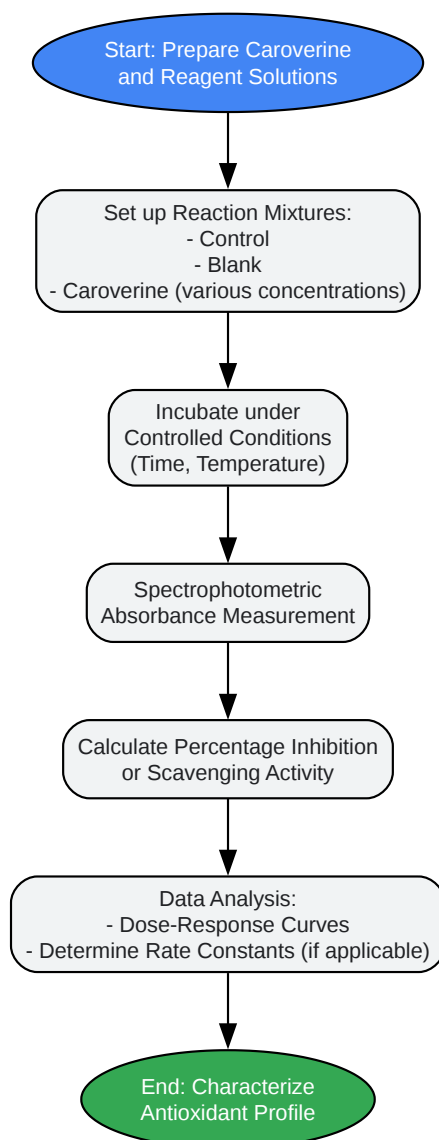 Start: Prepare Caroverine
and Reagent Solutions
Set up Reaction Mixtures:
- Control
- Blank
- Caroverine (various concentrations)
Incubate under
Controlled Conditions
(Time, Temperature)
Spectrophotometric
Absorbance Measurement
Calculate Percentage Inhibition
or Scavenging Activity
Data Analysis:
- Dose-Response Curves
- Determine Rate Constants (if applicable)
End: Characterize
Antioxidant Profile